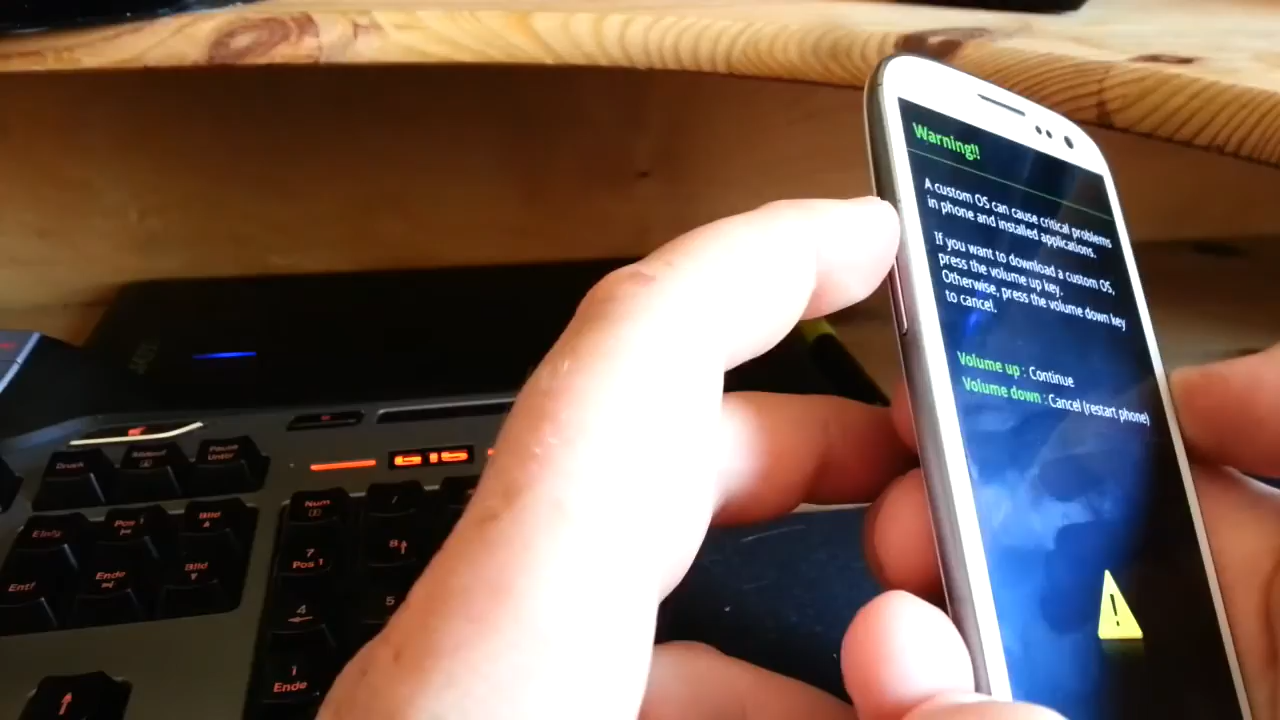 Warning!!
A custom OS can cause critical problems
in phone and installed applications.
If you want to download a custom OS,
press the volume up key.
Otherwise, press the volume down key
to cancel.
Volume up : Continue
Volume down : Cancel (restart phone)
G15
Druck
Pause
Untbr
Einfg
Pos 1
Bild
Entf
Ende
Bild
Num
/
7
Pos 1
8
4
5
1
Ende